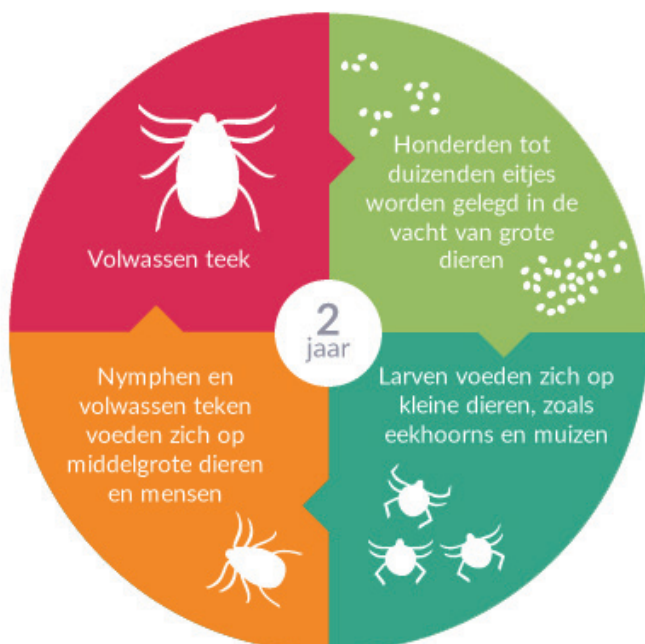 Volwassen teek
Honderden tot
duizenden eitjes
worden gelegd in de
vacht van grote
dieren
2
jaar
Nymphen en
volwassen teken
voeden zich op
middelgrote dieren
en mensen
Larven voeden zich op
kleine dieren, zoals
eekhoorns en muizen